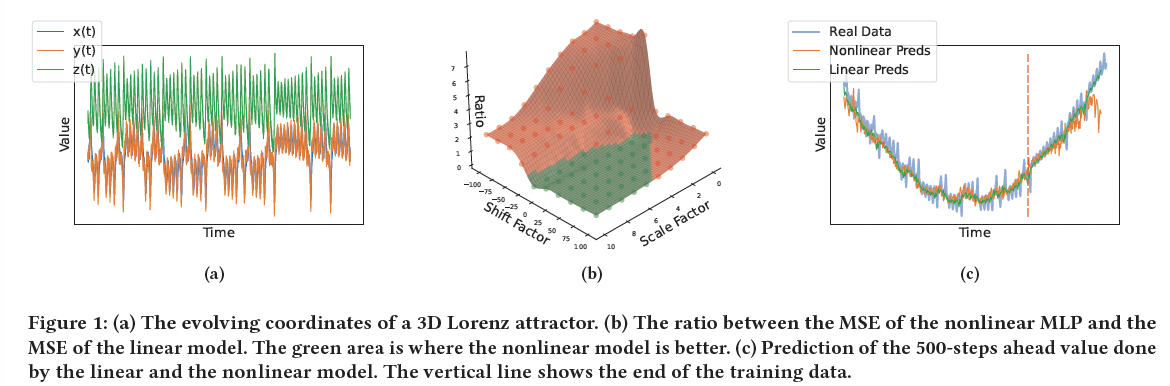 x(t)
y(t)
z(t)
Value
Time
(a)
7
6
5
4
3
2
1
0
Ratio
−100
−75
−50
−25
0
25
50
75
100
Shift Factor
10
8
6
4
2
0
Scale Factor
(b)
Real Data
Nonlinear Preds
Linear Preds
Value
Time
(c)
Figure 1: (a) The evolving coordinates of a 3D Lorenz attractor. (b) The ratio between the MSE of the nonlinear MLP and the
MSE of the linear model. The green area is where the nonlinear model is better. (c) Prediction of the 500-steps ahead value done
by the linear and the nonlinear model. The vertical line shows the end of the training data.